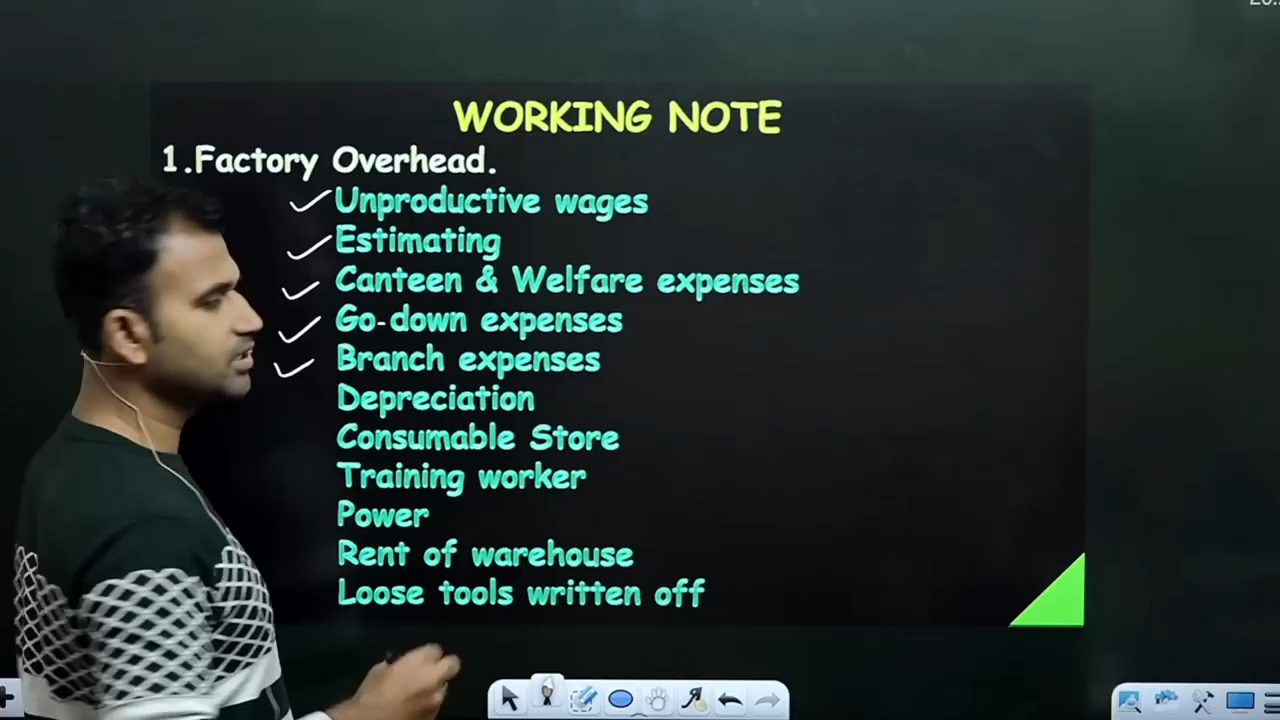 WORKING NOTE
1.Factory Overhead.
Unproductive wages
Estimating
Canteen & Welfare expenses
Go-down expenses
Branch expenses
Depreciation
Consumable Store
Training worker
Power
Rent of warehouse
Loose tools written off